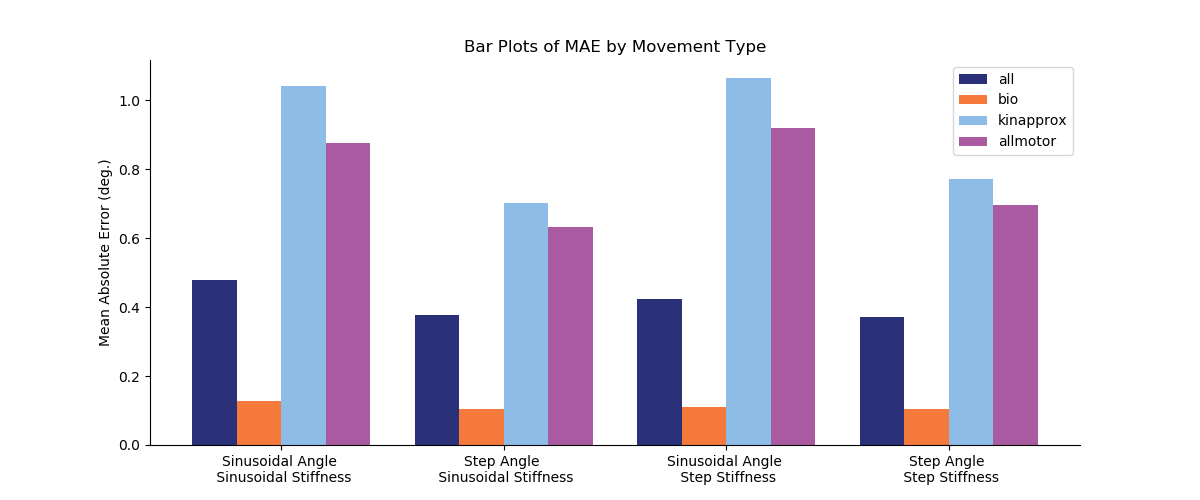 Bar Plots of MAE by Movement Type
all
bio
kinapprox
allmotor
Mean Absolute Error (deg.)
1.0
0.8
0.6
0.4
0.2
0.0
Sinusoidal Angle
Sinusoidal Stiffness
Step Angle
Sinusoidal Stiffness
Sinusoidal Angle
Step Stiffness
Step Angle
Step Stiffness